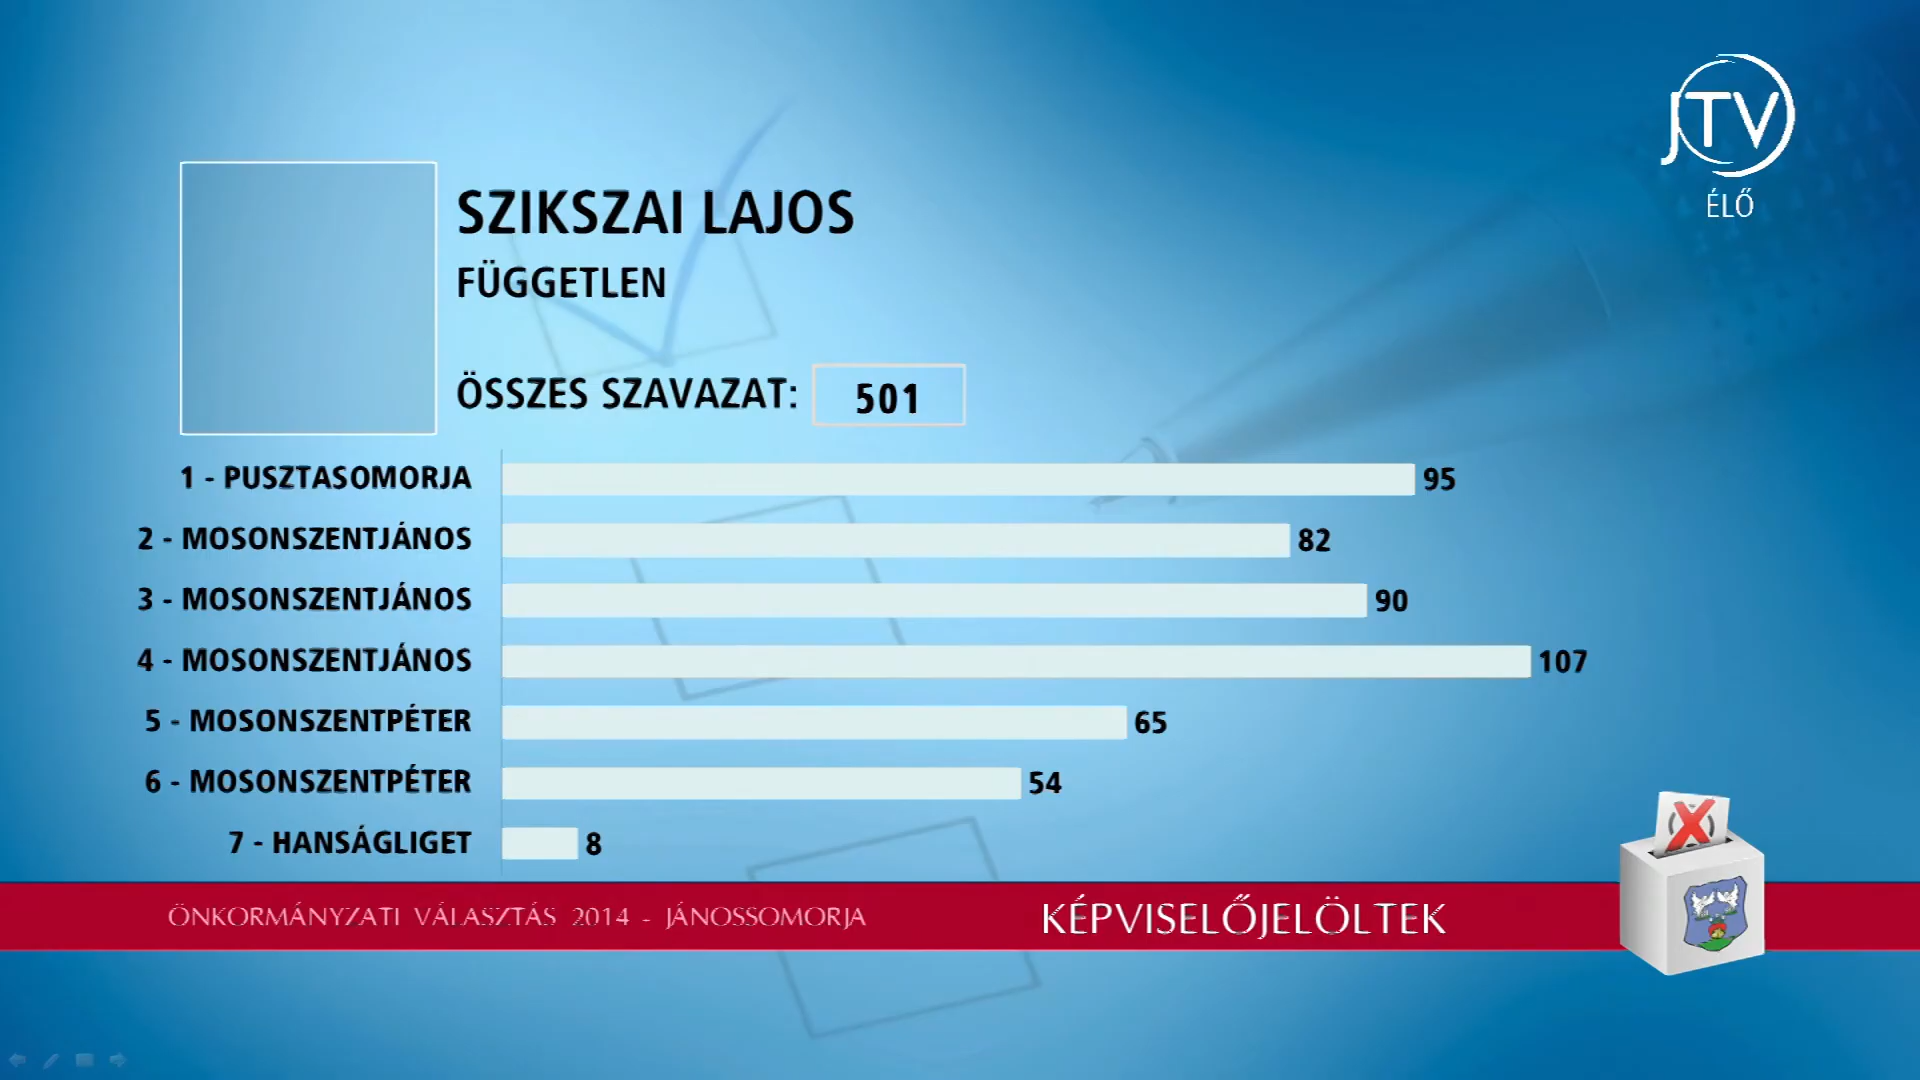 JTV
ÉLŐ
SZIKSZAI LAJOS
FÜGGETLEN
ÖSSZES SZAVAZAT: 501
1 - PUSZTASOMORJA 95
2 - MOSONSZENTJÁNOS 82
3 - MOSONSZENTJÁNOS 90
4 - MOSONSZENTJÁNOS 107
5 - MOSONSZENTPÉTER 65
6 - MOSONSZENTPÉTER 54
7 - HANSÁGLIGET 8
ÖNKORMÁNYZATI VÁLASZTÁS 2014 - JÁNOSSOMORJA KÉPVISELŐJELÖLTEK